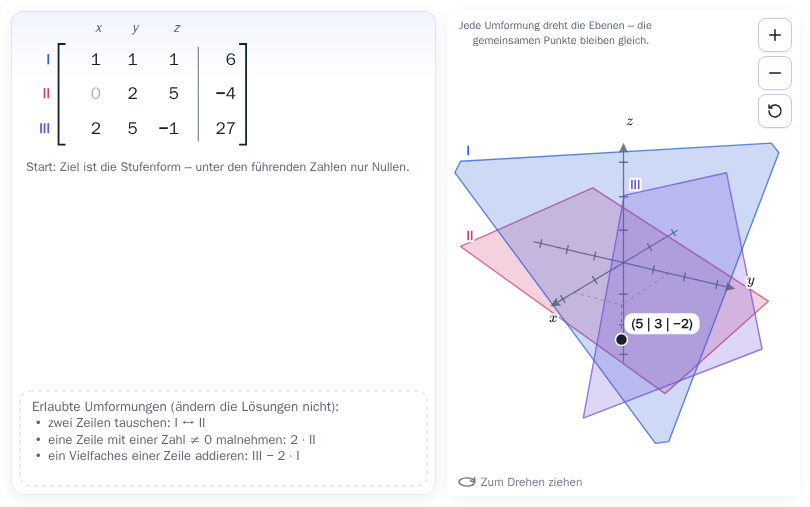 x y z
I 1 1 1 6
II 0 2 5 −4
III 2 5 −1 27
Start: Ziel ist die Stufenform – unter den führenden Zahlen nur Nullen.
Erlaubte Umformungen (ändern die Lösungen nicht):
• zwei Zeilen tauschen: I ↔ II
• eine Zeile mit einer Zahl ≠ 0 malnehmen: 2 · II
• ein Vielfaches einer Zeile addieren: III − 2 · I
Jede Umformung dreht die Ebenen – die
gemeinsamen Punkte bleiben gleich.
+
−
z
I
III
II
y
x
(5 | 3 | −2)
Zum Drehen ziehen